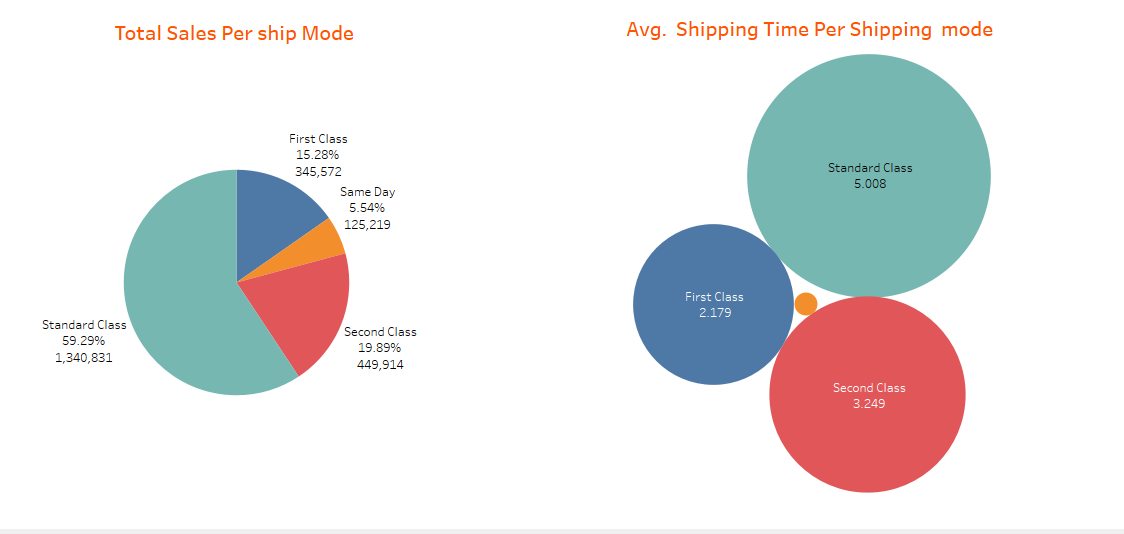 Total Sales Per ship Mode
First Class
15.28%
345,572
Same Day
5.54%
125,219
Second Class
19.89%
449,914
Standard Class
59.29%
1,340,831
Avg. Shipping Time Per Shipping mode
Standard Class
5.008
First Class
2.179
Second Class
3.249